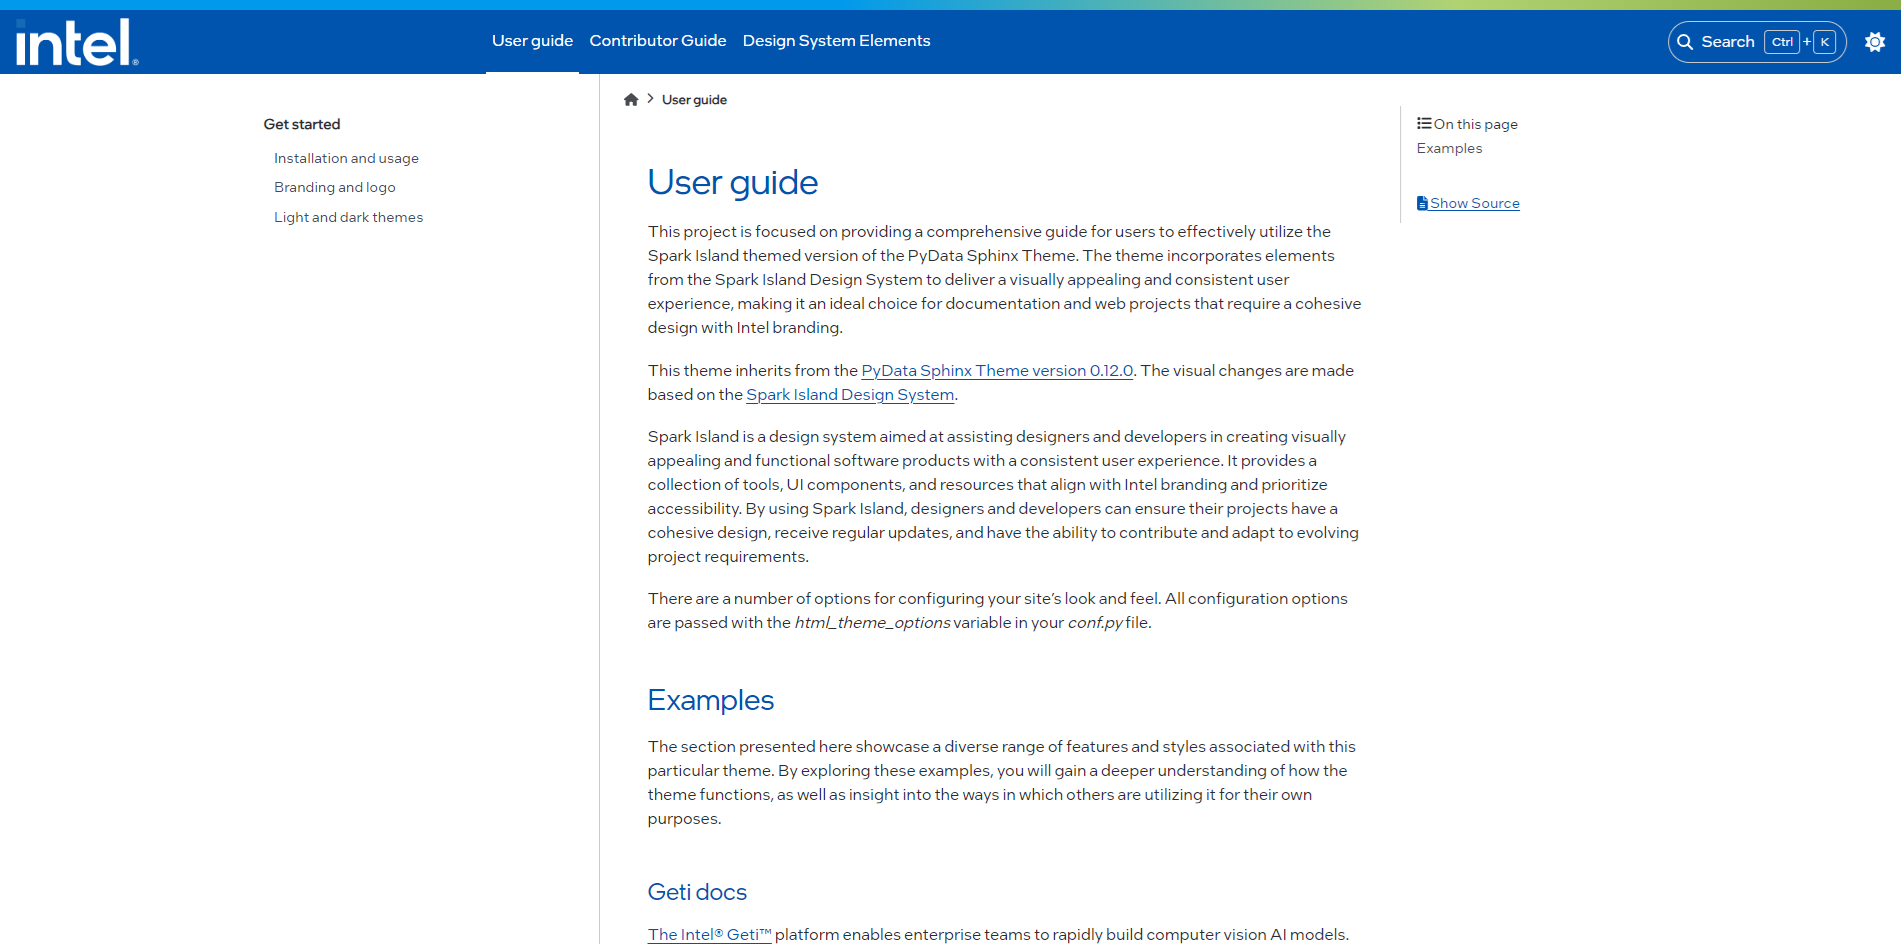 intel®
User guide Contributor Guide Design System Elements
Search Ctrl + K
Get started
Installation and usage
Branding and logo
Light and dark themes
User guide
User guide
This project is focused on providing a comprehensive guide for users to effectively utilize the
Spark Island themed version of the PyData Sphinx Theme. The theme incorporates elements
from the Spark Island Design System to deliver a visually appealing and consistent user
experience, making it an ideal choice for documentation and web projects that require a cohesive
design with Intel branding.
This theme inherits from the PyData Sphinx Theme version 0.12.0. The visual changes are made
based on the Spark Island Design System.
Spark Island is a design system aimed at assisting designers and developers in creating visually
appealing and functional software products with a consistent user experience. It provides a
collection of tools, UI components, and resources that align with Intel branding and prioritize
accessibility. By using Spark Island, designers and developers can ensure their projects have a
cohesive design, receive regular updates, and have the ability to contribute and adapt to evolving
project requirements.
There are a number of options for configuring your site’s look and feel. All configuration options
are passed with the html_theme_options variable in your conf.py file.
Examples
The section presented here showcase a diverse range of features and styles associated with this
particular theme. By exploring these examples, you will gain a deeper understanding of how the
theme functions, as well as insight into the ways in which others are utilizing it for their own
purposes.
Geti docs
The Intel® Geti™ platform enables enterprise teams to rapidly build computer vision AI models.
On this page
Examples
Show Source